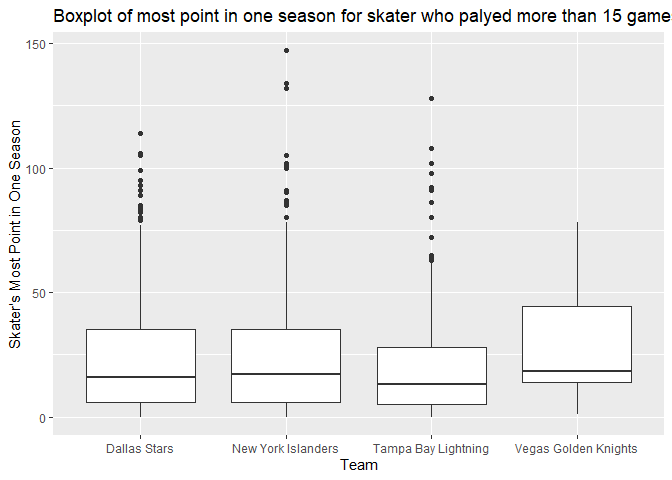 Boxplot of most point in one season for skater who palyed more than 15 game
150
100
50
0
Skater's Most Point in One Season
Dallas Stars New York Islanders Tampa Bay Lightning Vegas Golden Knights
Team